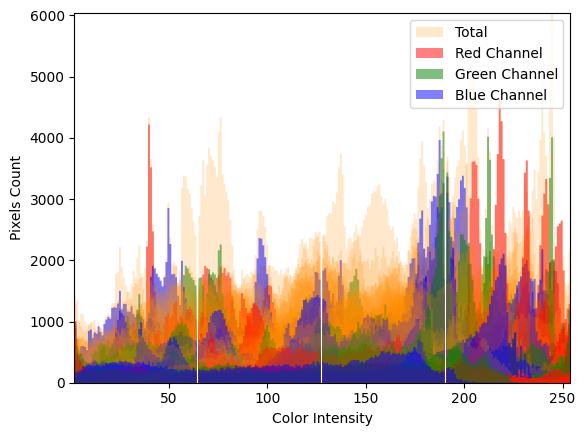 Total
Red Channel
Green Channel
Blue Channel
6000
5000
4000
3000
2000
1000
0
Pixels Count
50 100 150 200 250
Color Intensity